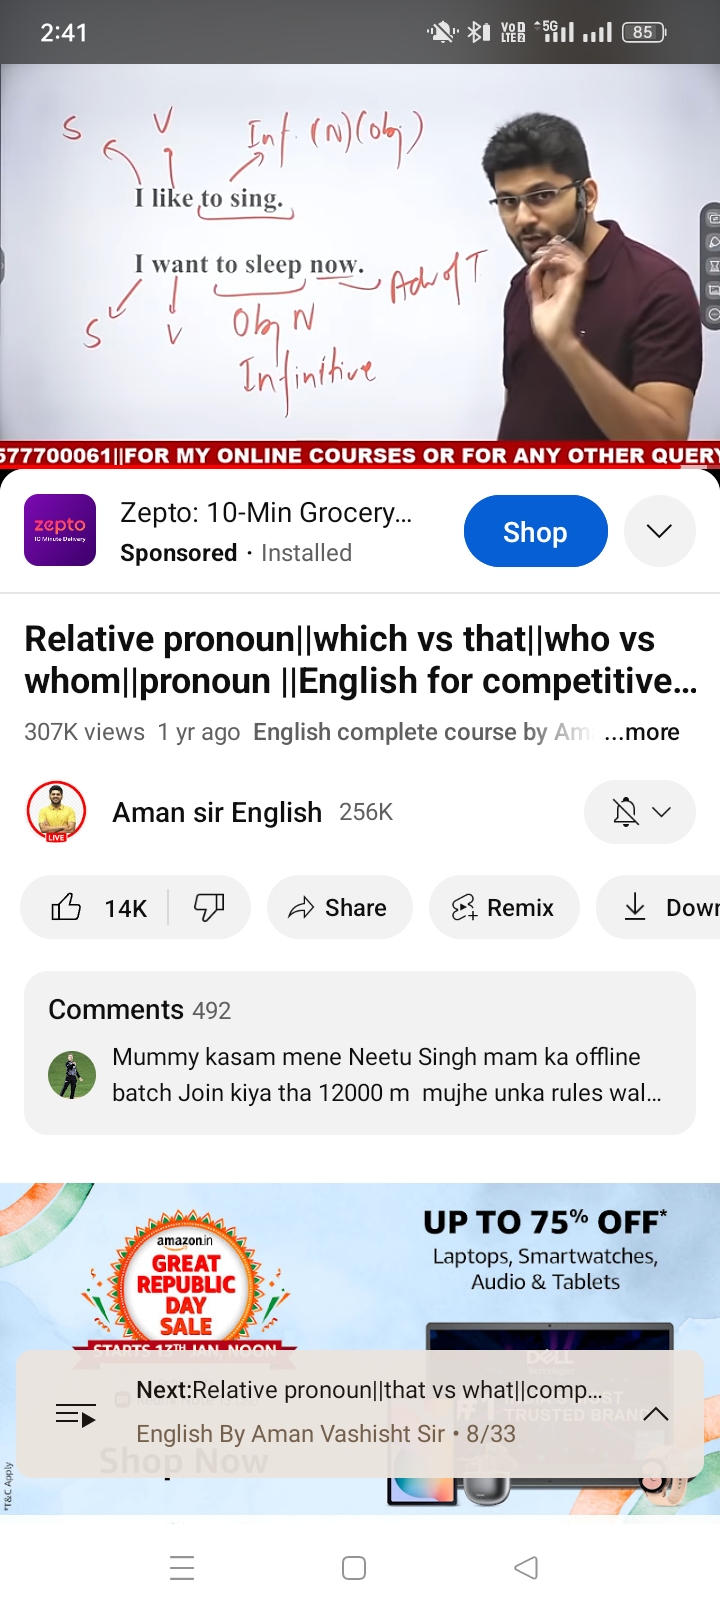 2:41
VoD
LTE2
5G
85
S V Inf. (N)(Obj)
I like to sing.
I want to sleep now.
Adv of T
S V Obj N
Infinitive
577700061||FOR MY ONLINE COURSES OR FOR ANY OTHER QUERY
zepto
10 Minute Delivery
Zepto: 10-Min Grocery...
Sponsored · Installed
Shop
Relative pronoun||which vs that||who vs
whom||pronoun ||English for competitive...
307K views 1 yr ago English complete course by Am ...more
LIVE
Aman sir English 256K
14K
Share
Remix
Down
Comments 492
Mummy kasam mene Neetu Singh mam ka offline
batch Join kiya tha 12000 m mujhe unka rules wal...
amazon.in
GREAT
REPUBLIC
DAY
SALE
STARTS 13TH JAN, NOON
UP TO 75% OFF*
Laptops, Smartwatches,
Audio & Tablets
DELL
Next:Relative pronoun||that vs what||comp...
#1 MOST
TRUSTED BRAND
English By Aman Vashisht Sir • 8/33
Shop Now
*T&C Apply